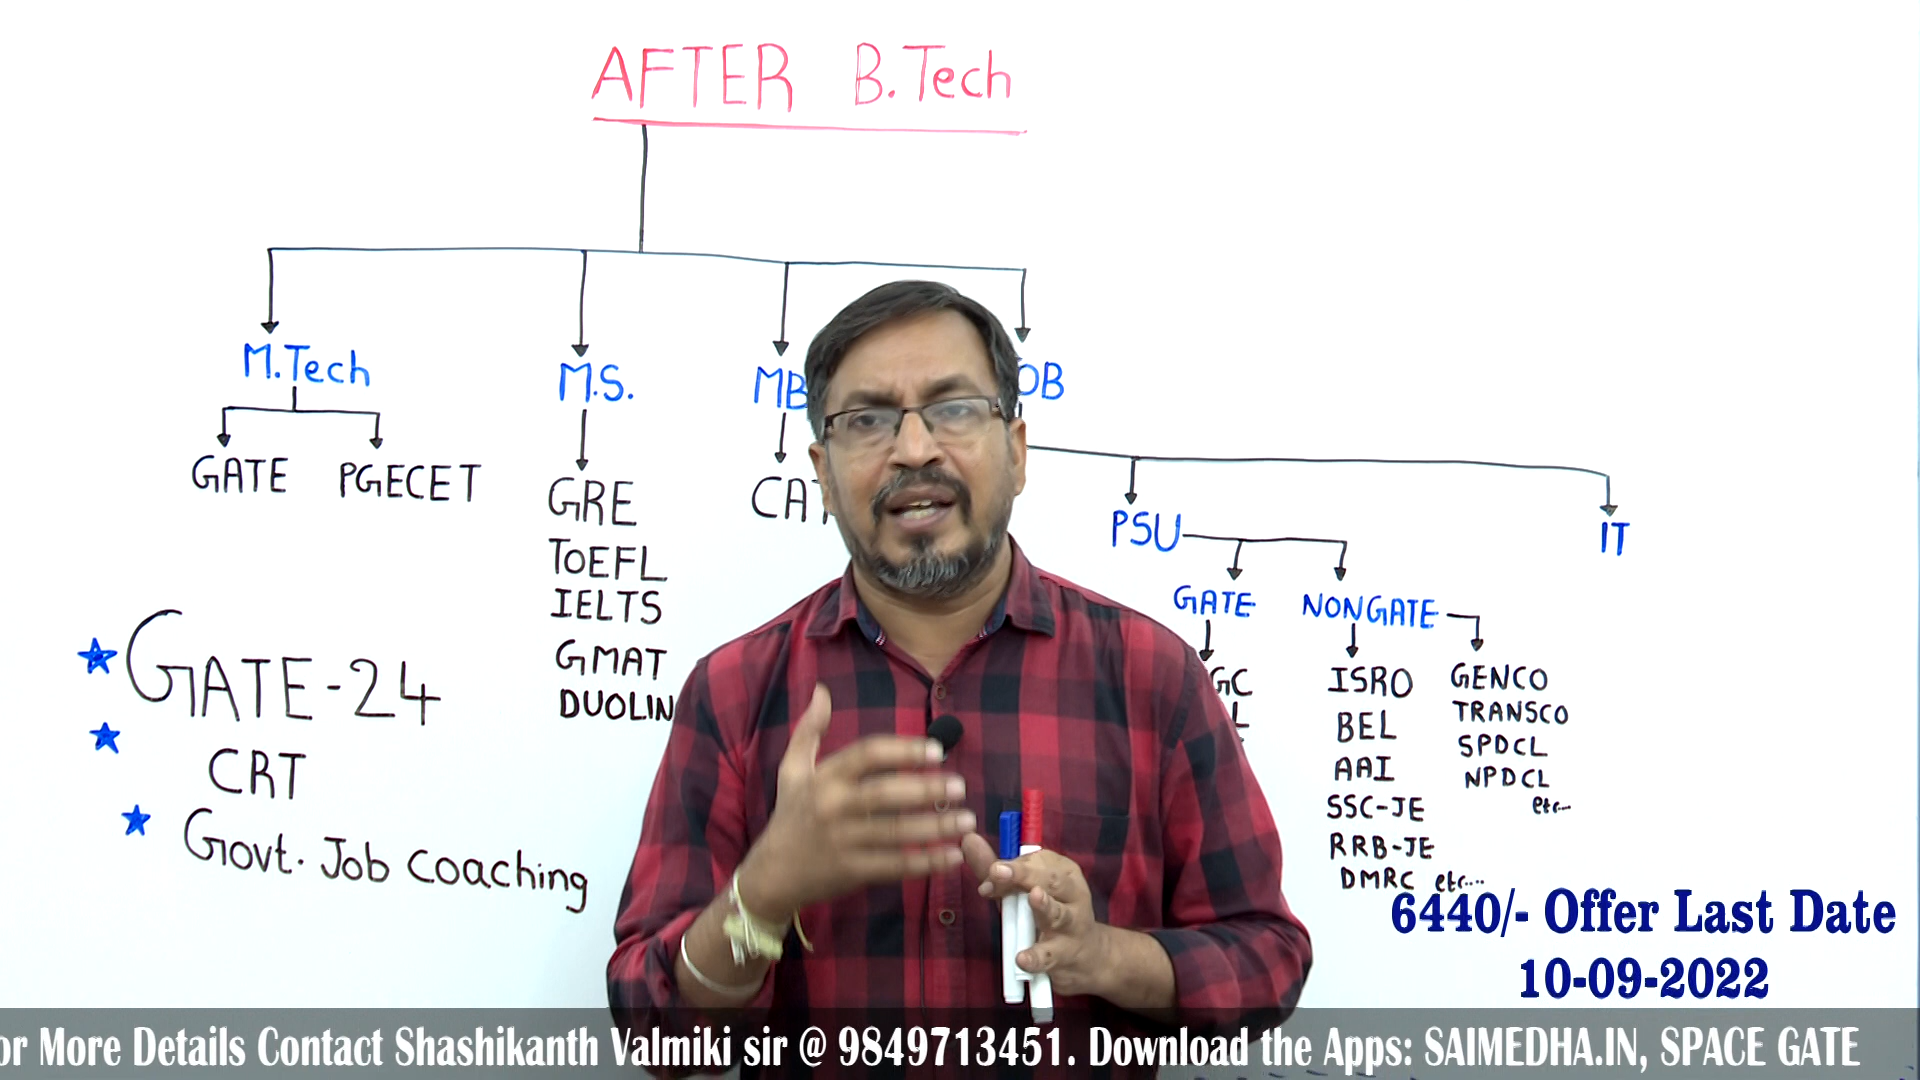 AFTER B.Tech
M.Tech
GATE PGECET
M.S.
GRE
TOEFL
IELTS
GMAT
DUOLIN
MB
CAT
OB
PSU
IT
GATE NONGATE
GC
L
ISRO
BEL
AAI
SSC-JE
RRB-JE
DMRC etc....
GENCO
TRANSCO
SPDCL
NPDCL
etc...
GATE-24
CRT
Govt. Job coaching
6440/- Offer Last Date
10-09-2022
or More Details Contact Shashikanth Valmiki sir @ 9849713451. Download the Apps: SAIMEDHA.IN, SPACE GATE